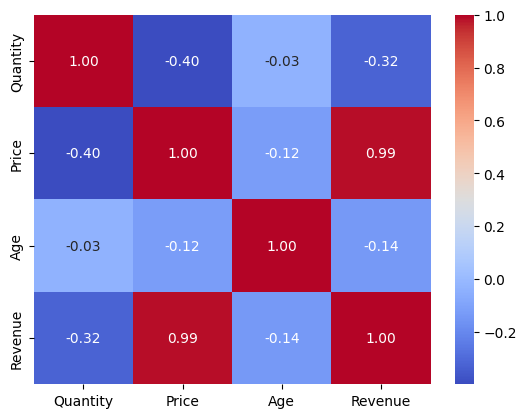 Quantity 1.00 -0.40 -0.03 -0.32
Price -0.40 1.00 -0.12 0.99
Age -0.03 -0.12 1.00 -0.14
Revenue -0.32 0.99 -0.14 1.00
Quantity Price Age Revenue
1.0
0.8
0.6
0.4
0.2
0.0
−0.2